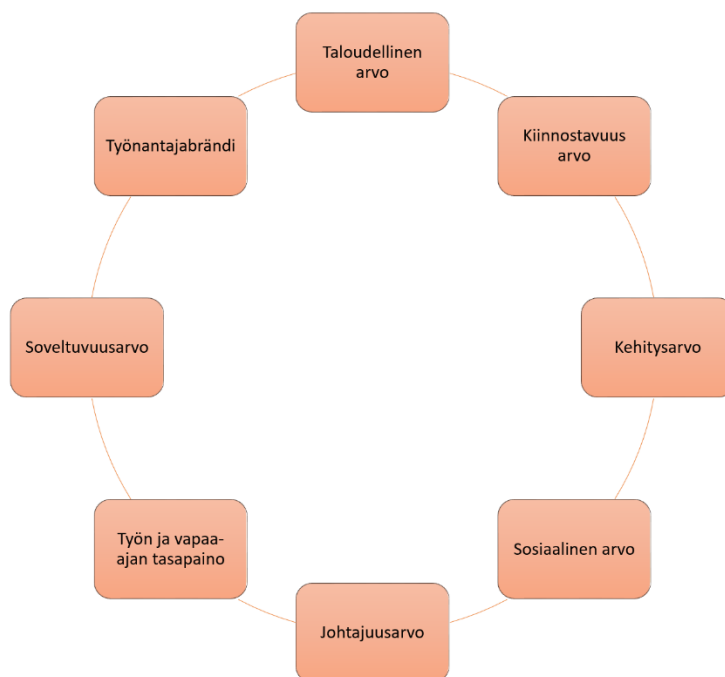 Taloudellinen
arvo
Kiinnostavuus
arvo
Kehitysarvo
Sosiaalinen arvo
Johtajuusarvo
Työn ja vapaa-
ajan tasapaino
Soveltuvuusarvo
Työnantajabrändi